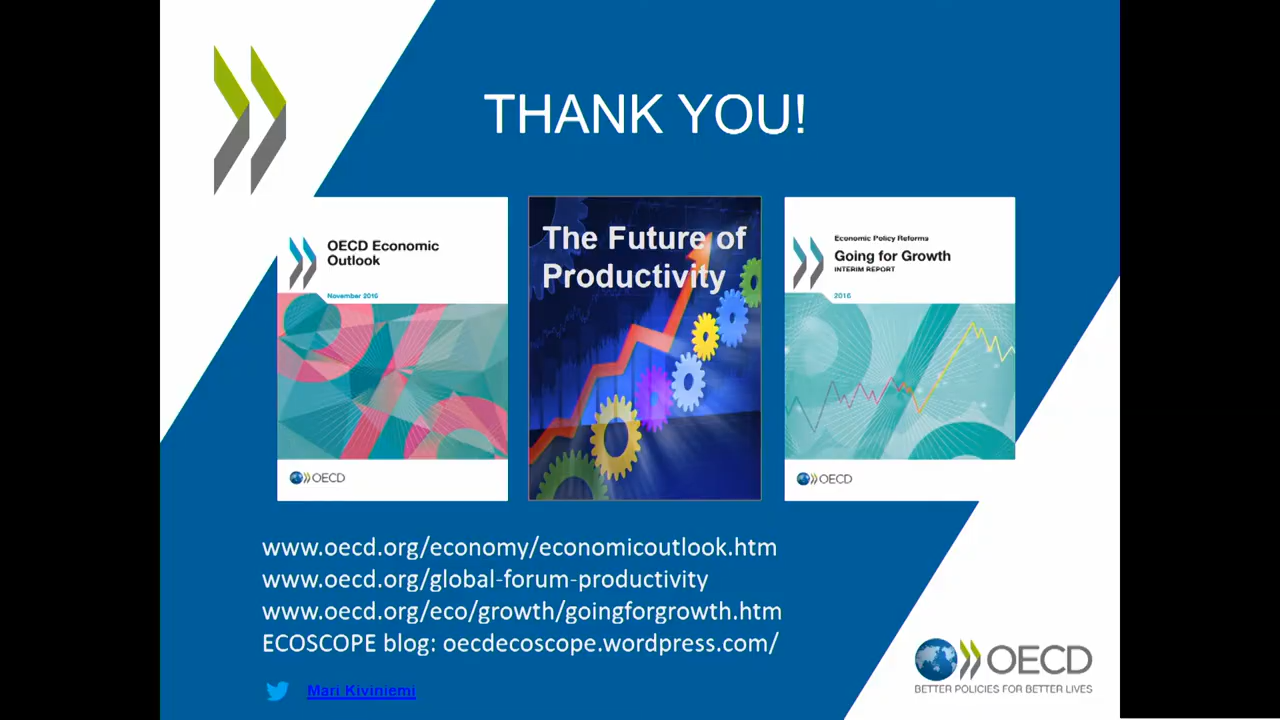 THANK YOU!
OECD Economic
Outlook
November 2016
OECD
The Future of
Productivity
Economic Policy Reforms
Going for Growth
INTERIM REPORT
2016
OECD
www.oecd.org/economy/economicoutlook.htm
www.oecd.org/global-forum-productivity
www.oecd.org/eco/growth/goingforgrowth.htm
ECOSCOPE blog: oecdecoscope.wordpress.com/
Mari Kiviniemi
OECD
BETTER POLICIES FOR BETTER LIVES